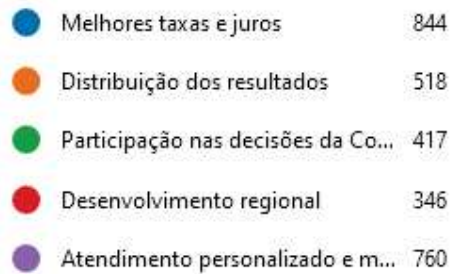 Melhores taxas e juros 844
Distribuição dos resultados 518
Participação nas decisões da Co... 417
Desenvolvimento regional 346
Atendimento personalizado e m... 760